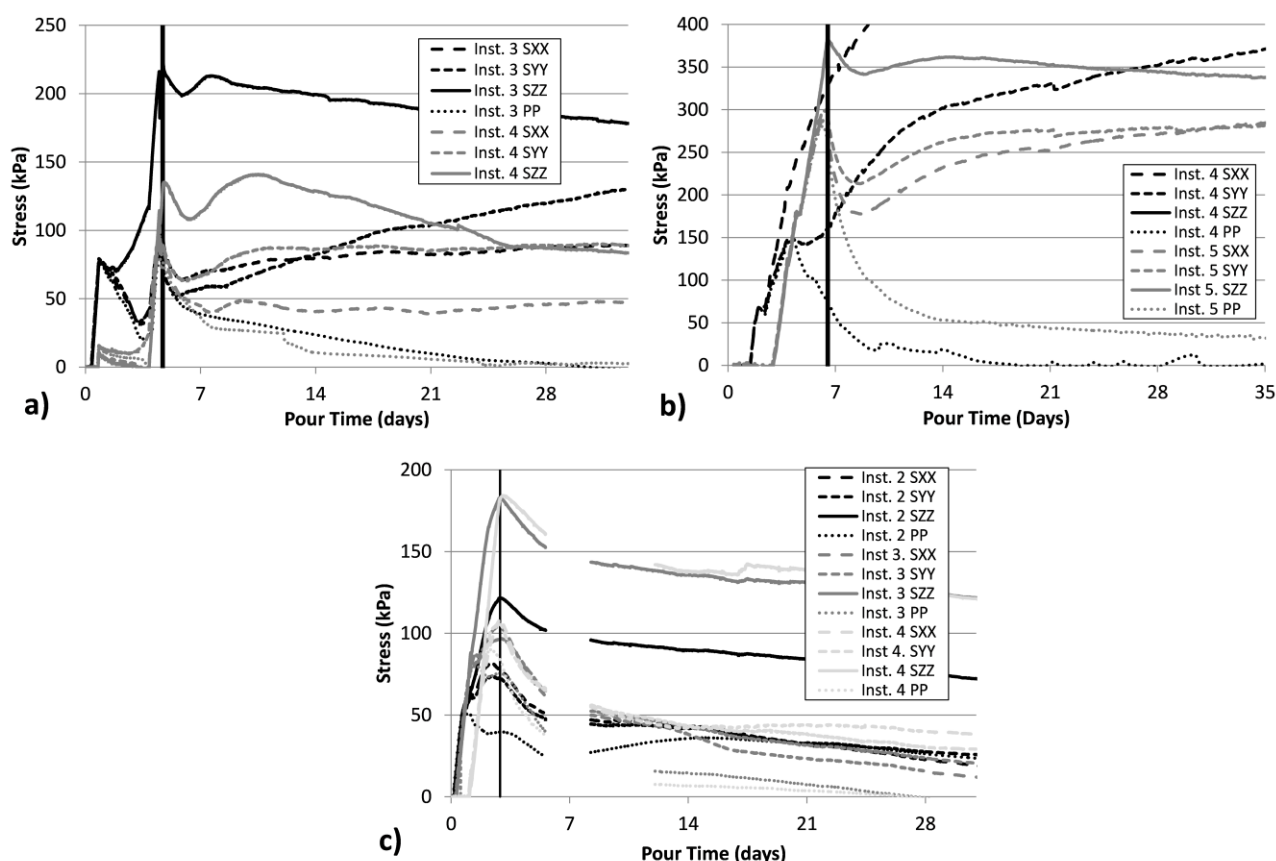 250
200
150
100
50
0
Stress (kPa)
Inst. 3 SXX
Inst. 3 SYY
Inst. 3 SZZ
Inst. 3 PP
Inst. 4 SXX
Inst. 4 SYY
Inst. 4 SZZ
0 7 14 21 28
Pour Time (days)
a)
400
350
300
250
200
150
100
50
0
Stress (kPa)
Inst. 4 SXX
Inst. 4 SYY
Inst. 4 SZZ
Inst. 4 PP
Inst. 5 SXX
Inst. 5 SYY
Inst 5. SZZ
Inst. 5 PP
0 7 14 21 28 35
Pour Time (Days)
b)
200
150
100
50
0
Stress (kPa)
Inst. 2 SXX
Inst. 2 SYY
Inst. 2 SZZ
Inst. 2 PP
Inst 3. SXX
Inst. 3 SYY
Inst. 3 SZZ
Inst. 3 PP
Inst. 4 SXX
Inst 4. SYY
Inst. 4 SZZ
Inst. 4 PP
0 7 14 21 28
Pour Time (days)
c)